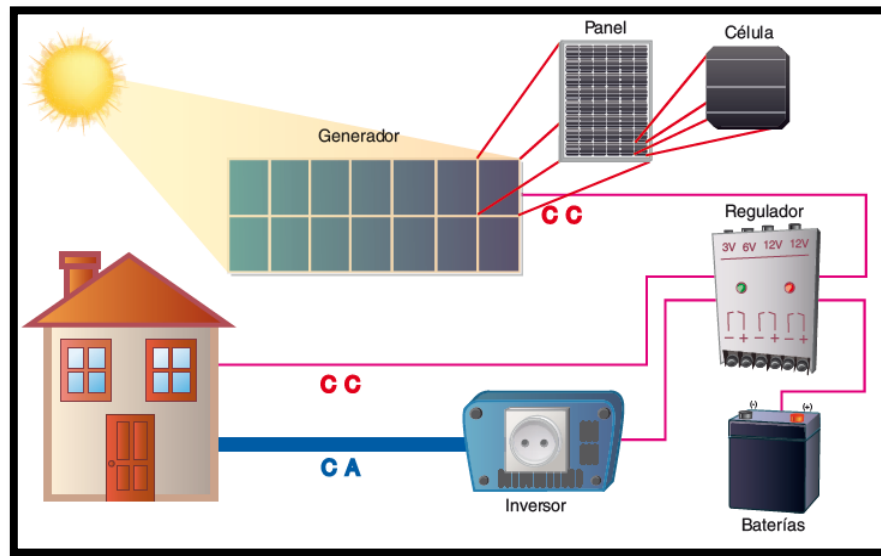 Panel
Célula
Generador
C C
Regulador
3V 6V 12V 12V
- + - + - +
C C
C A
(-) (+)
Inversor
Baterías